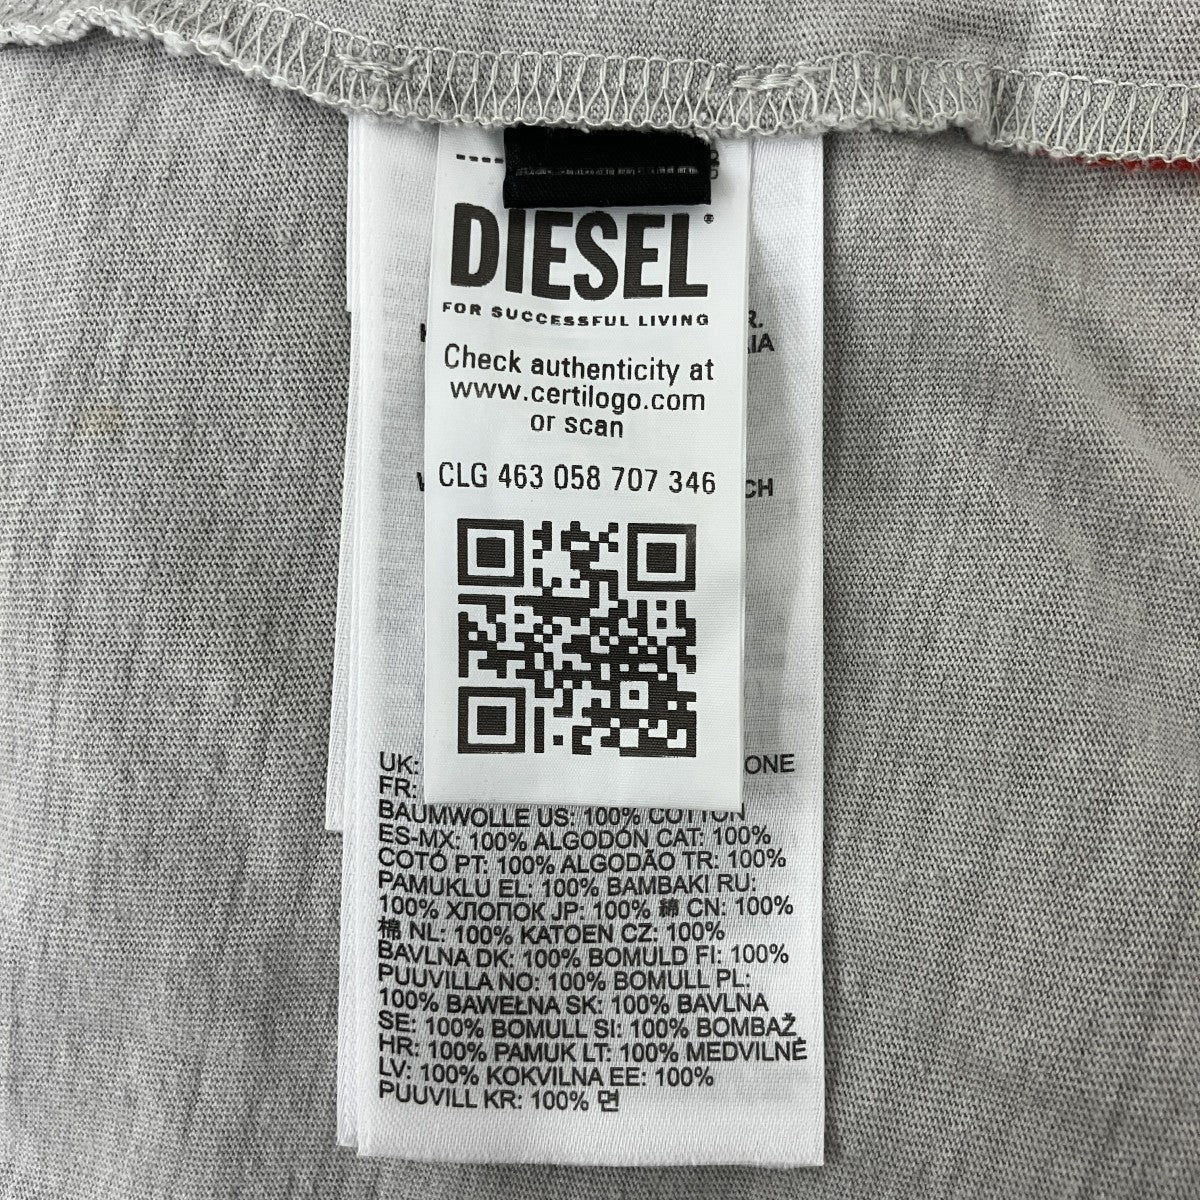 DIESEL®
FOR SUCCESSFUL LIVING
R.
AIA
Check authenticity at
www.certilogo.com
or scan
CLG 463 058 707 346
CH
UK: ONE
FR:
BAUMWOLLE US: 100% COTTON
ES-MX: 100% ALGODÓN CAT: 100%
COTÓ PT: 100% ALGODÃO TR: 100%
PAMUKLU EL: 100% BAMBAKI RU:
100% ХЛОПОК JP: 100% 綿 CN: 100%
棉 NL: 100% KATOEN CZ: 100%
BAVLNA DK: 100% BOMULD FI: 100%
PUUVILLA NO: 100% BOMULL PL:
100% BAWEŁNA SK: 100% BAVLNA
SE: 100% BOMULL SI: 100% BOMBAŽ
HR: 100% PAMUK LT: 100% MEDVILNĖ
LV: 100% KOKVILNA EE: 100%
PUUVILL KR: 100% 면